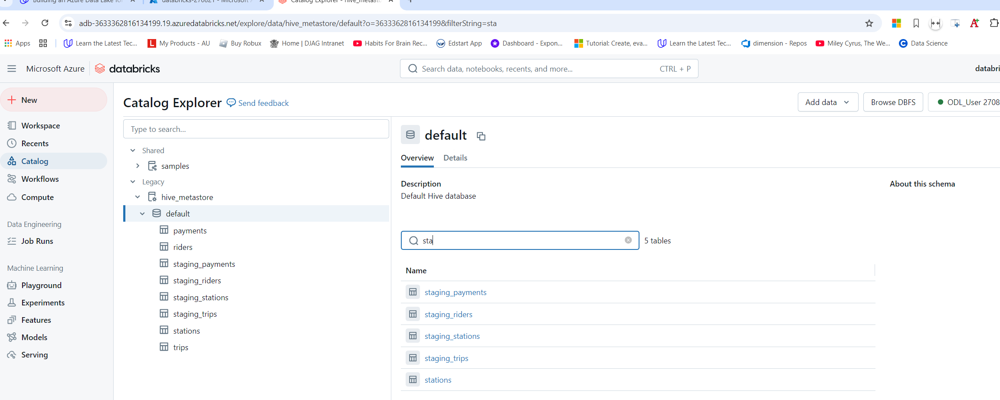 Building an Azure Data Lake for
databricks-270821 - Microsoft A
Catalog Explorer - hive_metasto
adb-3633362816134199.19.azuredatabricks.net/explore/data/hive_metastore/default?o=3633362816134199&filterString=sta
Apps
Learn the Latest Tec...
My Products - AU
Buy Robux
Home | DJAG Intranet
Habits For Brain Rec...
Edstart App
Dashboard - Expon...
Tutorial: Create, eva...
Learn the Latest Tec...
dimension - Repos
Miley Cyrus, The We...
Data Science
Microsoft Azure
databricks
Search data, notebooks, recents, and more...
CTRL + P
databri
New
Workspace
Recents
Catalog
Workflows
Compute
Data Engineering
Job Runs
Machine Learning
Playground
Experiments
Features
Models
Serving
Catalog Explorer
Send feedback
Add data
Browse DBFS
ODL_User 2708
Type to search...
Shared
samples
Legacy
hive_metastore
default
payments
riders
staging_payments
staging_riders
staging_stations
staging_trips
stations
trips
default
Overview
Details
Description
Default Hive database
About this schema
sta
5 tables
Name
staging_payments
staging_riders
staging_stations
staging_trips
stations